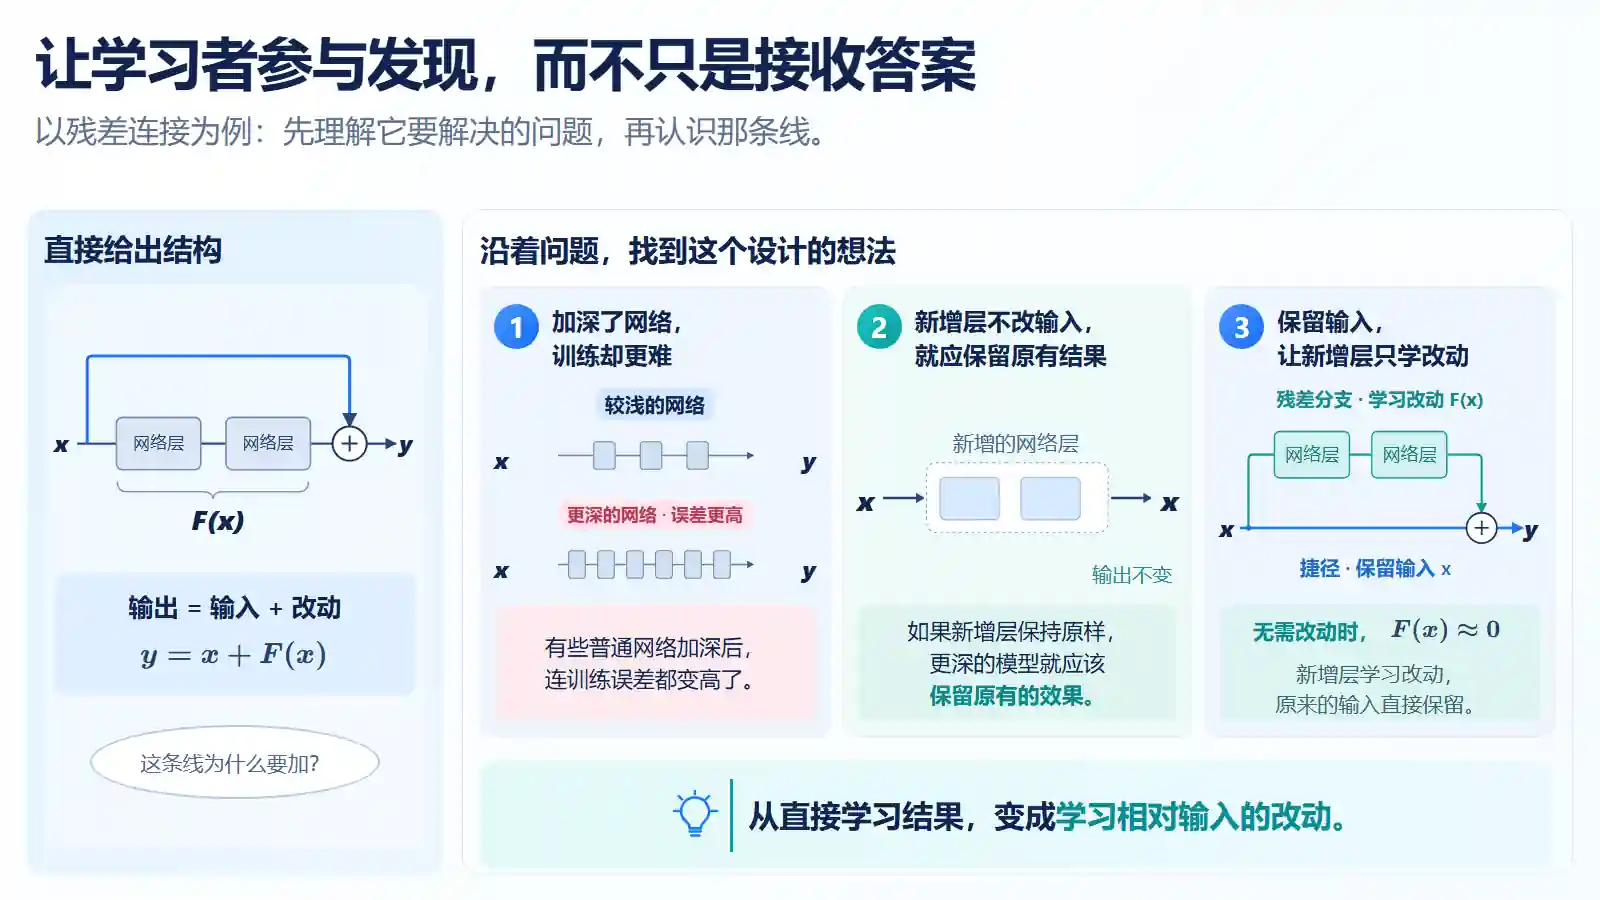 让学习者参与发现，而不只是接收答案
以残差连接为例：先理解它要解决的问题，再认识那条线。
直接给出结构
x
网络层
网络层
+
y
F(x)
输出 = 输入 + 改动
y = x + F(x)
这条线为什么要加？
沿着问题，找到这个设计的想法
1
加深了网络，
训练却更难
较浅的网络
x
y
更深的网络 · 误差更高
x
y
有些普通网络加深后，
连训练误差都变高了。
2
新增层不改输入，
就应保留原有结果
新增的网络层
x
x
输出不变
如果新增层保持原样，
更深的模型就应该
保留原有的效果。
3
保留输入，
让新增层只学改动
残差分支 · 学习改动 F(x)
网络层
网络层
x
+
y
捷径 · 保留输入 x
无需改动时， F(x) ≈ 0
新增层学习改动，
原来的输入直接保留。
从直接学习结果，变成学习相对输入的改动。